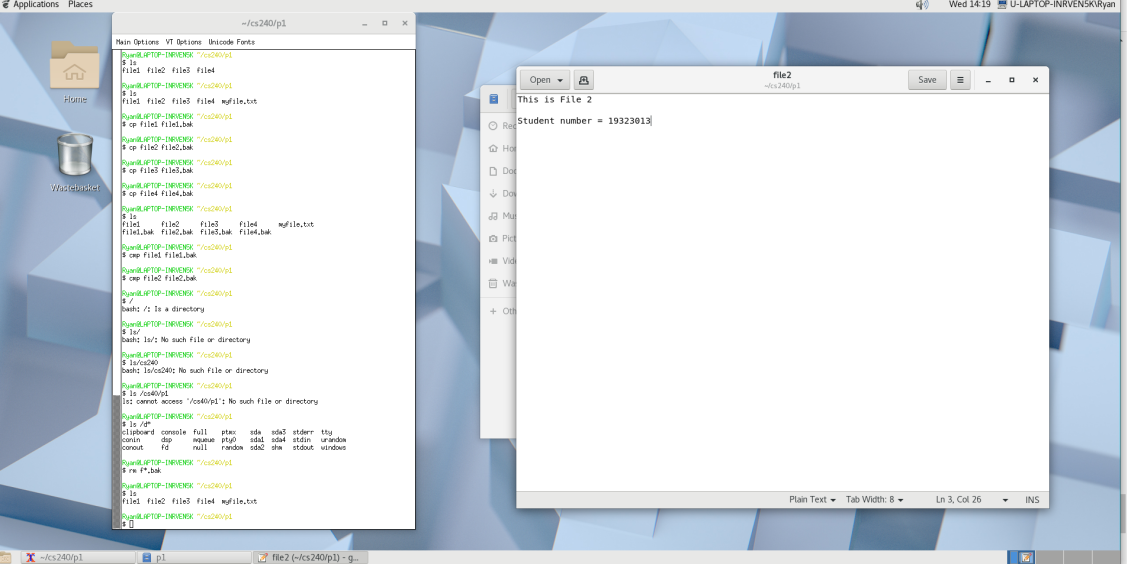 Applications Places
Wed 14:19 U-LAPTOP-INRVEN5K\Ryan
Home
Wastebasket
~/cs240/p1
Main Options VT Options Unicode Fonts
Ryan@LAPTOP-INRVEN5K ~/cs240/p1
$ ls
file1 file2 file3 file4
Ryan@LAPTOP-INRVEN5K ~/cs240/p1
$ ls
file1 file2 file3 file4 myfile.txt
Ryan@LAPTOP-INRVEN5K ~/cs240/p1
$ cp file1 file1.bak
Ryan@LAPTOP-INRVEN5K ~/cs240/p1
$ cp file2 file2.bak
Ryan@LAPTOP-INRVEN5K ~/cs240/p1
$ cp file3 file3.bak
Ryan@LAPTOP-INRVEN5K ~/cs240/p1
$ cp file4 file4.bak
Ryan@LAPTOP-INRVEN5K ~/cs240/p1
$ ls
file1 file2 file3 file4 myfile.txt
file1.bak file2.bak file3.bak file4.bak
Ryan@LAPTOP-INRVEN5K ~/cs240/p1
$ cmp file1 file1.bak
Ryan@LAPTOP-INRVEN5K ~/cs240/p1
$ cmp file2 file2.bak
Ryan@LAPTOP-INRVEN5K ~/cs240/p1
$ /
bash: /: Is a directory
Ryan@LAPTOP-INRVEN5K ~/cs240/p1
$ ls/
bash: ls/: No such file or directory
Ryan@LAPTOP-INRVEN5K ~/cs240/p1
$ ls/cs240
bash: ls/cs240: No such file or directory
Ryan@LAPTOP-INRVEN5K ~/cs240/p1
$ ls /cs40/p1
ls: cannot access '/cs40/p1': No such file or directory
Ryan@LAPTOP-INRVEN5K ~/cs240/p1
$ ls /d*
clipboard console full ptmx sda sda3 stderr tty
conin dsp mqueue pty0 sda1 sda4 stdin urandom
conout fd null random sda2 shm stdout windows
Ryan@LAPTOP-INRVEN5K ~/cs240/p1
$ rm f*.bak
Ryan@LAPTOP-INRVEN5K ~/cs240/p1
$ ls
file1 file2 file3 file4 myfile.txt
Ryan@LAPTOP-INRVEN5K ~/cs240/p1
$
Rec
Hor
Doc
Dow
Mus
Pict
Vide
Wa
+ Oth
Open
file2
~/cs240/p1
Save
This is File 2
Student number = 19323013
Plain Text Tab Width: 8 Ln 3, Col 26 INS
~/cs240/p1
p1
file2 (~/cs240/p1) - g...